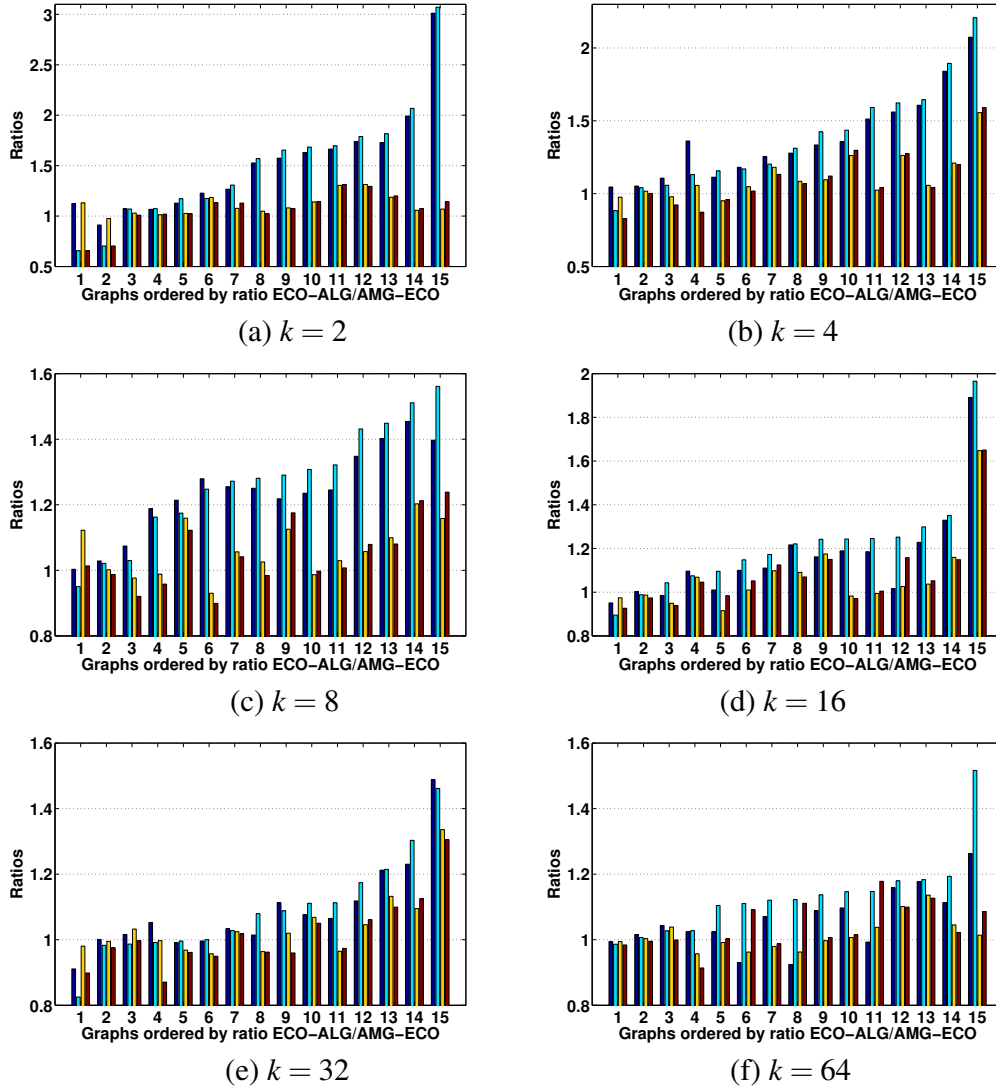 3
2.5
2
1.5
1
0.5
Ratios
1 2 3 4 5 6 7 8 9 10 11 12 13 14 15
Graphs ordered by ratio ECO−ALG/AMG−ECO
(a) k = 2
2
1.5
1
0.5
Ratios
1 2 3 4 5 6 7 8 9 10 11 12 13 14 15
Graphs ordered by ratio ECO−ALG/AMG−ECO
(b) k = 4
1.6
1.4
1.2
1
0.8
Ratios
1 2 3 4 5 6 7 8 9 10 11 12 13 14 15
Graphs ordered by ratio ECO−ALG/AMG−ECO
(c) k = 8
2
1.8
1.6
1.4
1.2
1
0.8
Ratios
1 2 3 4 5 6 7 8 9 10 11 12 13 14 15
Graphs ordered by ratio ECO−ALG/AMG−ECO
(d) k = 16
1.6
1.4
1.2
1
0.8
Ratios
1 2 3 4 5 6 7 8 9 10 11 12 13 14 15
Graphs ordered by ratio ECO−ALG/AMG−ECO
(e) k = 32
1.6
1.4
1.2
1
0.8
Ratios
1 2 3 4 5 6 7 8 9 10 11 12 13 14 15
Graphs ordered by ratio ECO−ALG/AMG−ECO
(f) k = 64